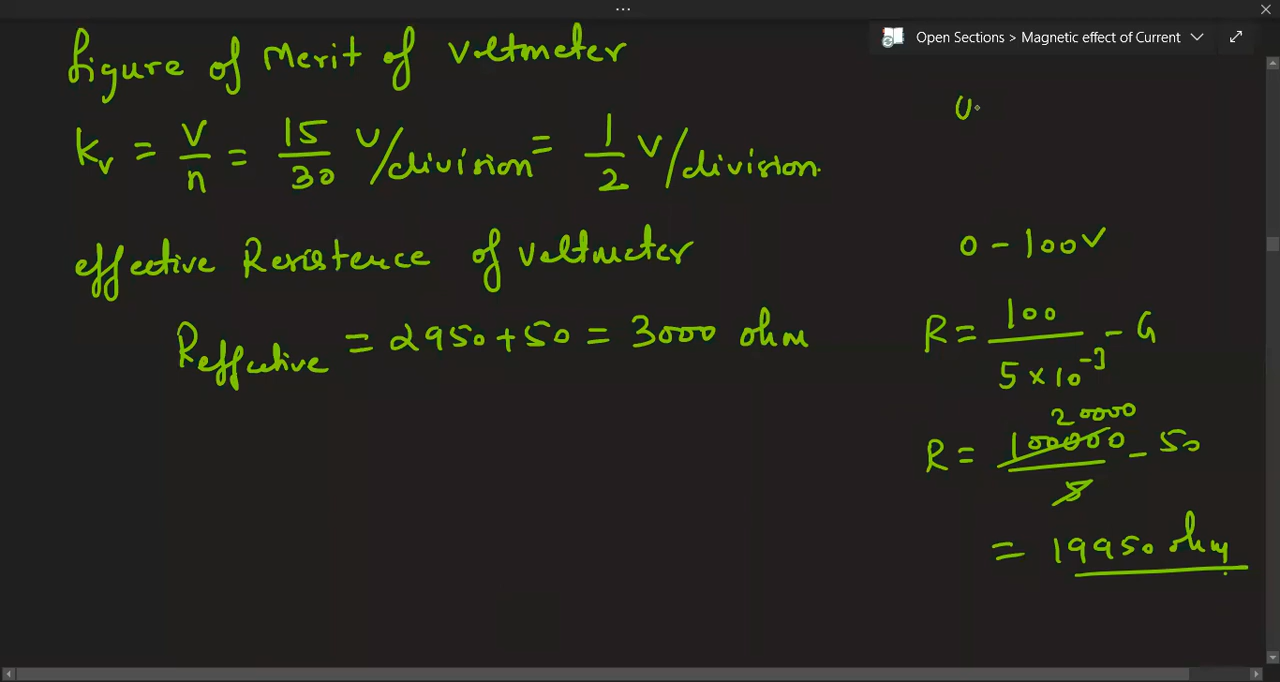 ...
Open Sections > Magnetic effect of Current
figure of Merit of Voltmeter
0.
Kv = V/n = 15/30 V/division = 1/2 V/division.
effective Resistence of voltmeter
0 - 100V
Reffective = 2950 + 50 = 3000 ohm
R = 100 / 5 × 10⁻³ - G
20000
R = 100000 / 5 - 50
= 19950 ohm